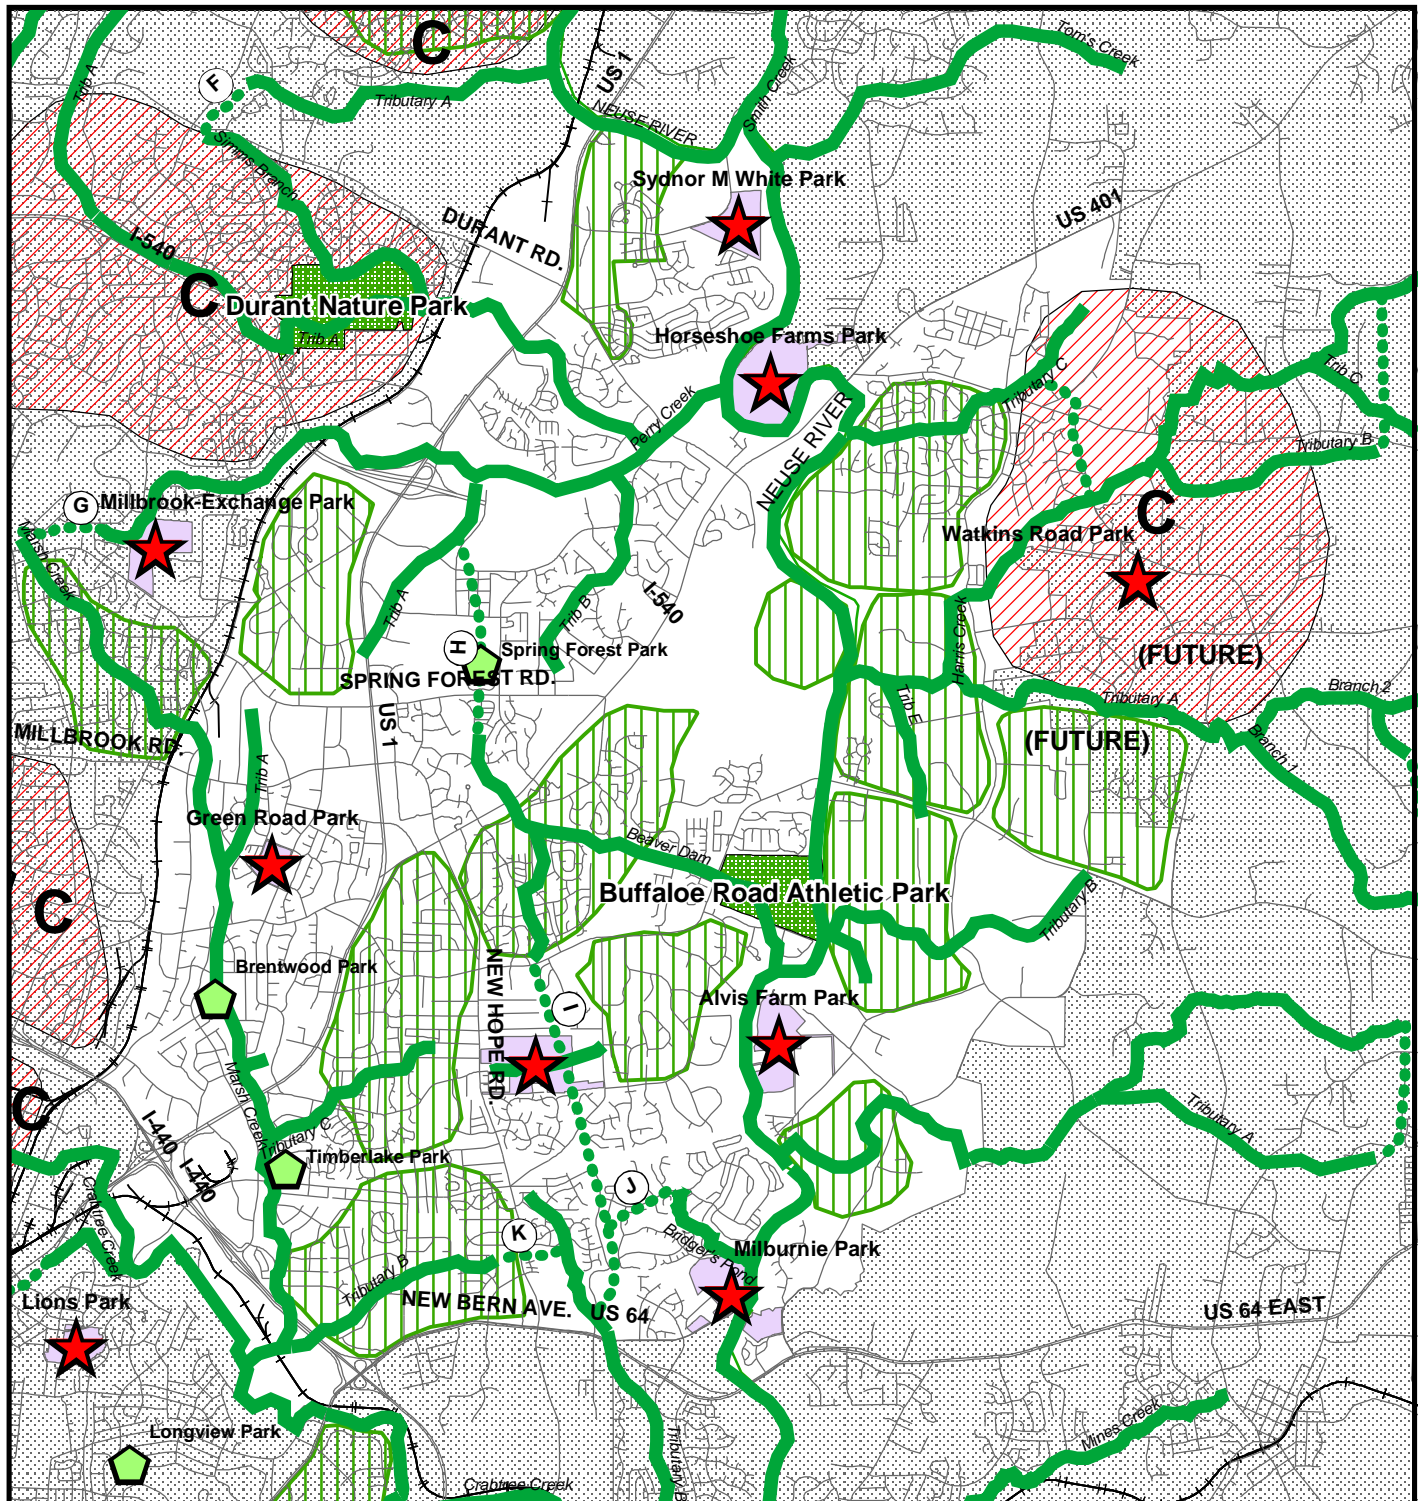 C
US 1
Tom's Creek
Trib A
F
Tributary A
NEUSE RIVER
Smith Creek
Simms Branch
Sydnor M White Park
US 401
DURANT RD.
I-540
C
Durant Nature Park
Trib A
Horseshoe Farms Park
Tributary C
Trib C
Perry Creek
NEUSE RIVER
Tributary B
G
Millbrook-Exchange Park
C
Marsh Creek
Watkins Road Park
Trib A
Trib B
I-540
Harris Creek
H
Spring Forest Park
(FUTURE)
SPRING FOREST RD.
Branch 2
Trib E
Tributary A
US 1
MILLBROOK RD.
(FUTURE)
Branch 1
Trib A
Green Road Park
Beaver Dam
Buffaloe Road Athletic Park
C
Tributary B
Brentwood Park
NEW HOPE RD.
I
Alvis Farm Park
C
Marsh Creek
I-440
Tributary C
Tributary A
I-440
Timberlake Park
Crabtree Creek
J
K
Bridger's Pond
Milburnie Park
Tributary B
Lions Park
NEW BERN AVE.
US 64
US 64 EAST
Longview Park
Mines Creek
Tributary B
Crabtree Creek